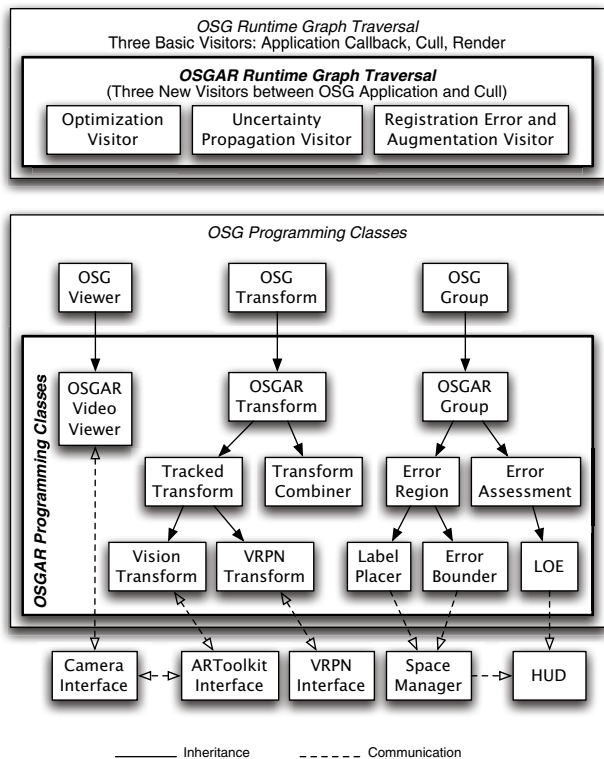 OSG Runtime Graph Traversal
Three Basic Visitors: Application Callback, Cull, Render
OSGAR Runtime Graph Traversal
(Three New Visitors between OSG Application and Cull)
Optimization
Visitor
Uncertainty
Propagation Visitor
Registration Error and
Augmentation Visitor
OSG Programming Classes
OSG
Viewer
OSG
Transform
OSG
Group
OSGAR Programming Classes
OSGAR
Video
Viewer
OSGAR
Transform
OSGAR
Group
Tracked
Transform
Transform
Combiner
Error
Region
Error
Assessment
Vision
Transform
VRPN
Transform
Label
Placer
Error
Bounder
LOE
Camera
Interface
ARToolkit
Interface
VRPN
Interface
Space
Manager
HUD
Inheritance
Communication